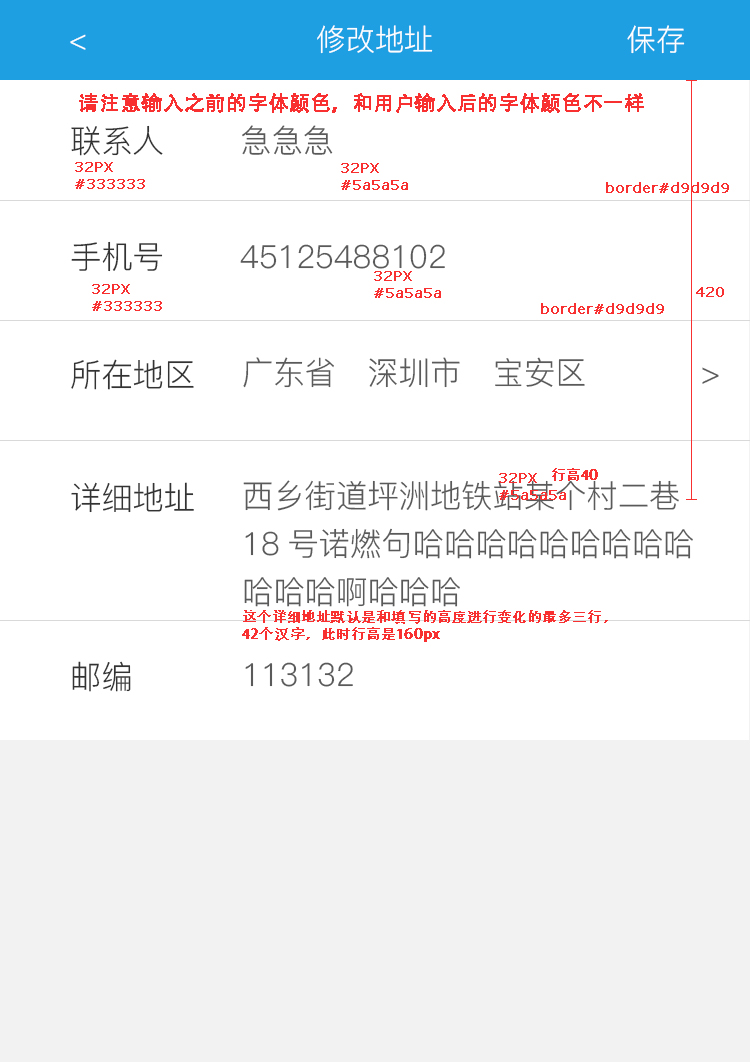 < 修改地址 保存
请注意输入之前的字体颜色，和用户输入后的字体颜色不一样
联系人 急急急
32PX 32PX
#333333 #5a5a5a border#d9d9d9
手机号 45125488102
32PX 32PX
#333333 #5a5a5a
420
border#d9d9d9
所在地区 广东省 深圳市 宝安区 >
32PX 行高40
#5a5a5a
详细地址 西乡街道坪洲地铁站某个村二巷
18 号诺燃句哈哈哈哈哈哈哈哈哈
哈哈哈啊哈哈哈
这个详细地址默认是和填写的高度进行变化的最多三行，
42个汉字，此时行高是160px
邮编 113132